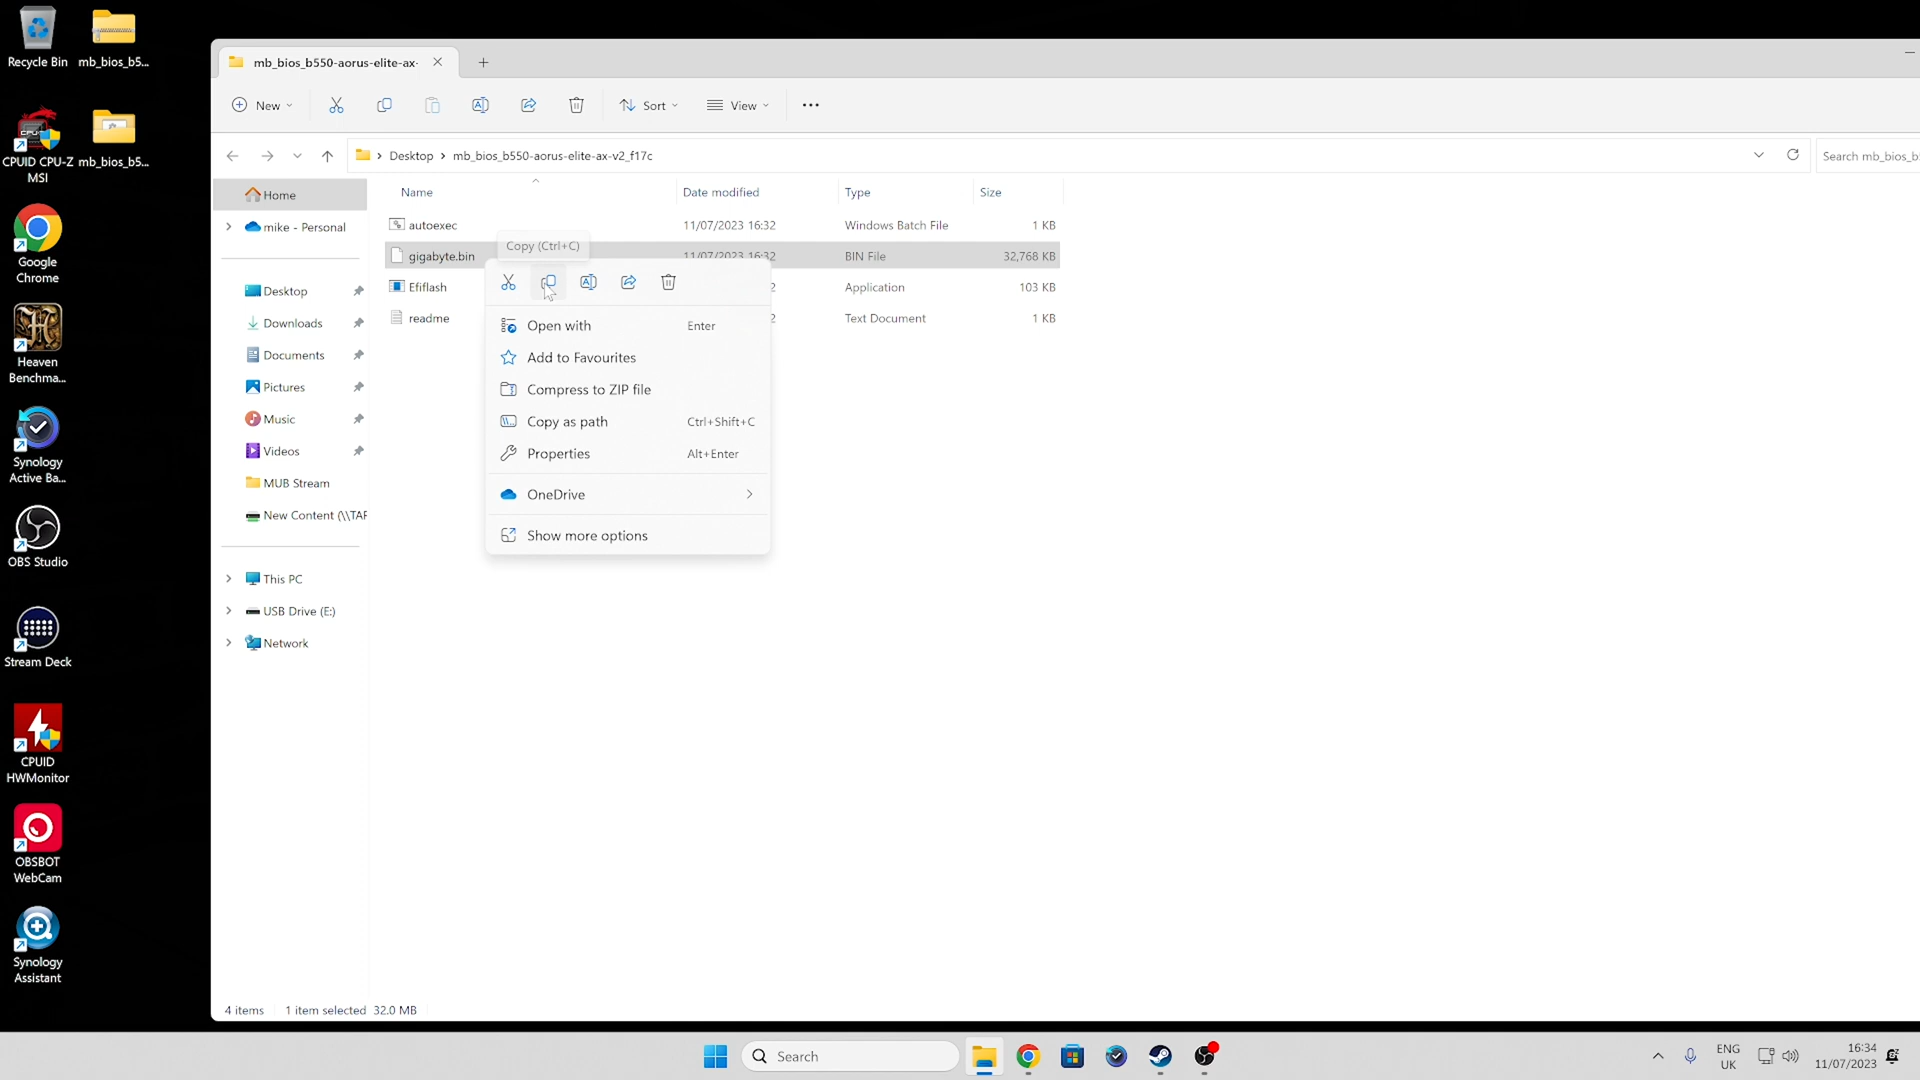 Recycle Bin
mb_bios_b5...
CPUID CPU-Z
MSI
mb_bios_b5...
Google
Chrome
Heaven
Benchma...
Synology
Active Ba...
OBS Studio
Stream Deck
CPUID
HWMonitor
OBSBOT
WebCam
Synology
Assistant
mb_bios_b550-aorus-elite-ax-
New
Sort
View
Desktop
mb_bios_b550-aorus-elite-ax-v2_f17c
Search mb_bios_b5
Home
mike - Personal
Desktop
Downloads
Documents
Pictures
Music
Videos
MUB Stream
New Content (\\TAF
This PC
USB Drive (E:)
Network
Name Date modified Type Size
autoexec 11/07/2023 16:32 Windows Batch File 1 KB
gigabyte.bin 11/07/2023 16:32 BIN File 32,768 KB
Efiflash 2 Application 103 KB
readme 2 Text Document 1 KB
Copy (Ctrl+C)
Open with Enter
Add to Favourites
Compress to ZIP file
Copy as path Ctrl+Shift+C
Properties Alt+Enter
OneDrive
Show more options
4 items 1 item selected 32.0 MB
Search
ENG
UK
16:34
11/07/2023